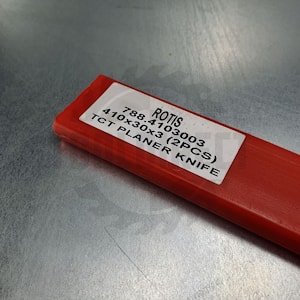 ROTIS
788.4103003
410x30x3 (2PCS)
TCT PLANER KNIFE